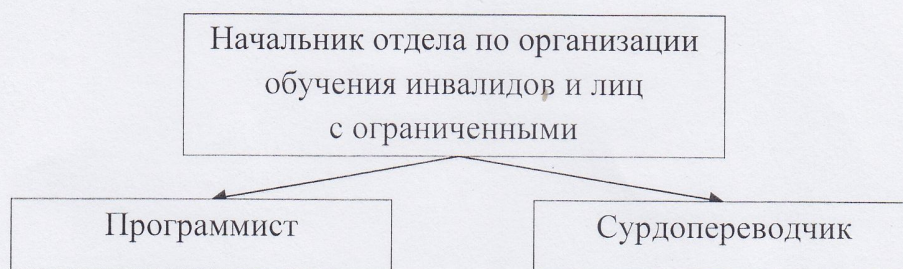 Начальник отдела по организации
обучения инвалидов и лиц
с ограниченными
Программист
Сурдопереводчик